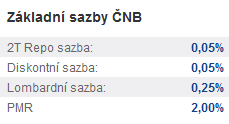 Základní sazby ČNB
2T Repo sazba: 0,05%
Diskontní sazba: 0,05%
Lombardní sazba: 0,25%
PMR 2,00%